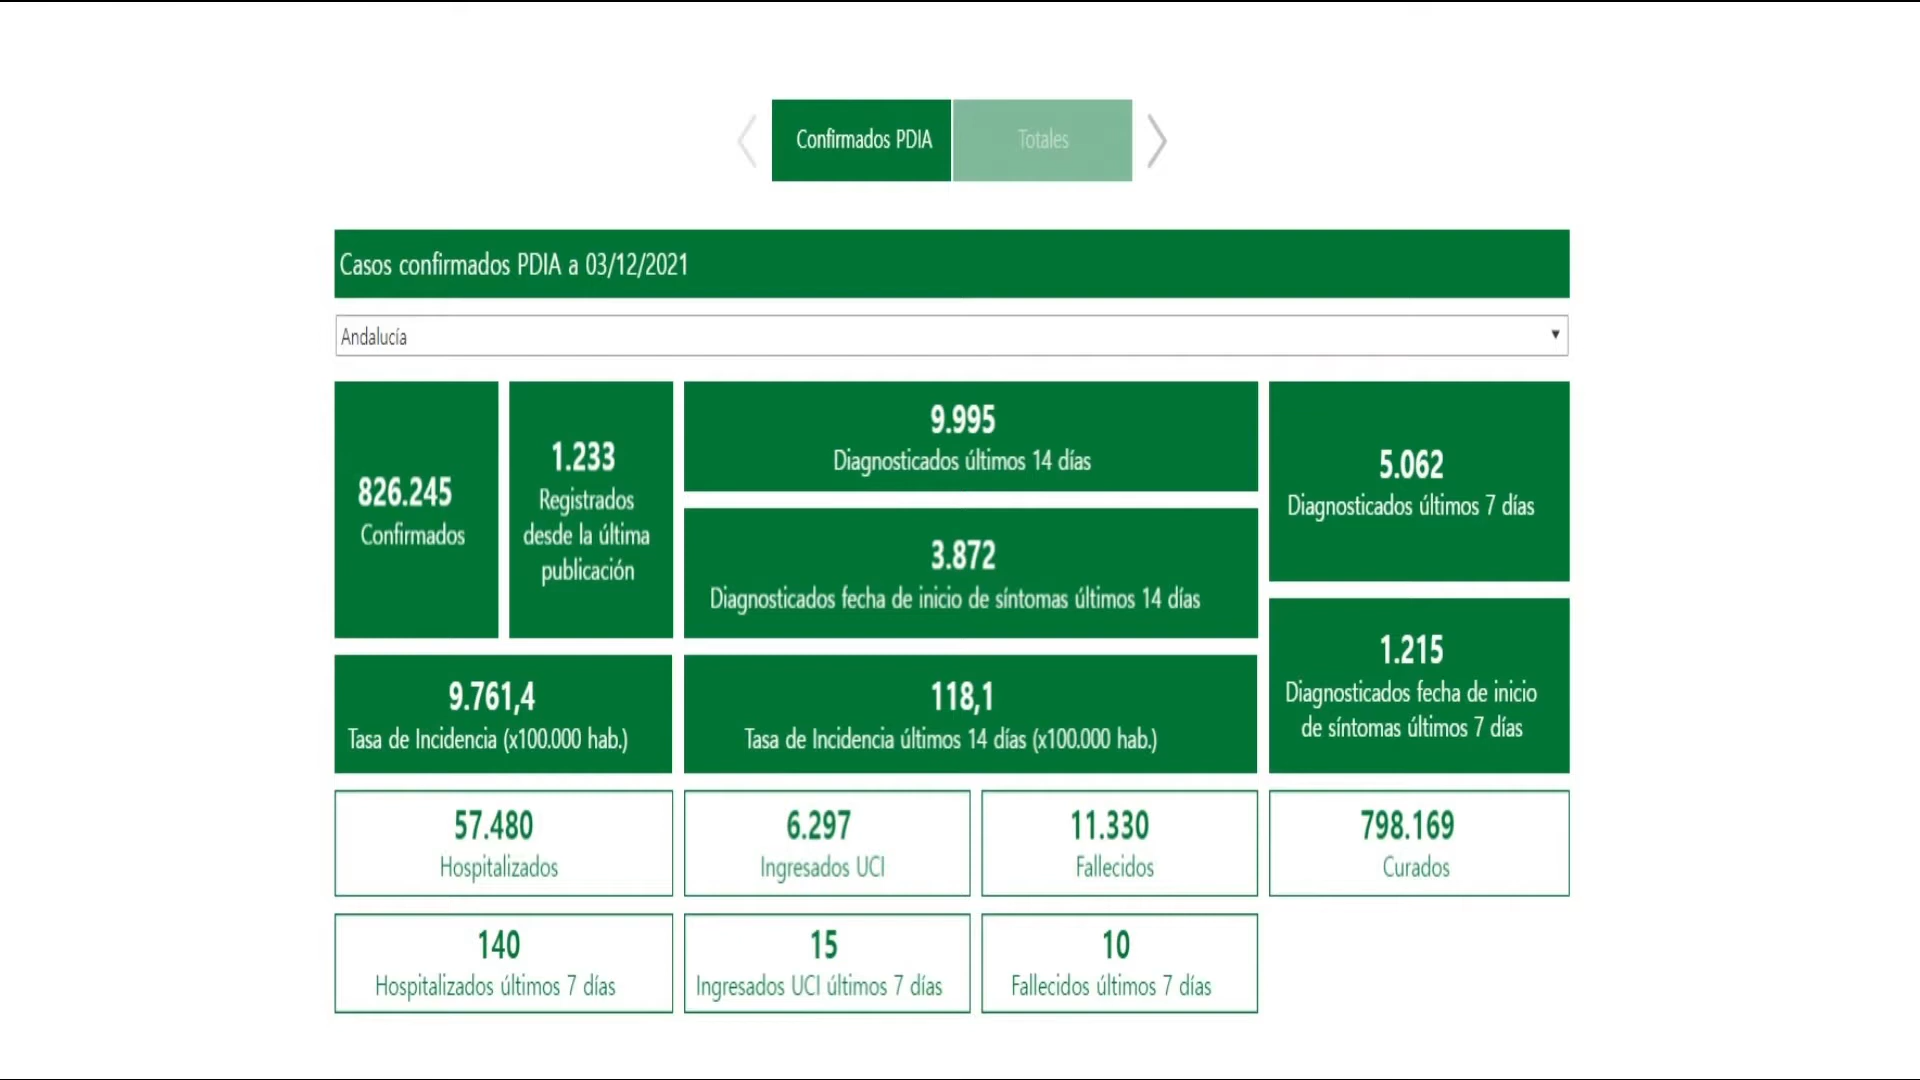 Confirmados PDIA
Totales
Casos confirmados PDIA a 03/12/2021
Andalucía
826.245
Confirmados
1.233
Registrados
desde la última
publicación
9.995
Diagnosticados últimos 14 días
3.872
Diagnosticados fecha de inicio de síntomas últimos 14 días
5.062
Diagnosticados últimos 7 días
1.215
Diagnosticados fecha de inicio
de síntomas últimos 7 días
9.761,4
Tasa de Incidencia (x100.000 hab.)
118,1
Tasa de Incidencia últimos 14 días (x100.000 hab.)
57.480
Hospitalizados
6.297
Ingresados UCI
11.330
Fallecidos
798.169
Curados
140
Hospitalizados últimos 7 días
15
Ingresados UCI últimos 7 días
10
Fallecidos últimos 7 días